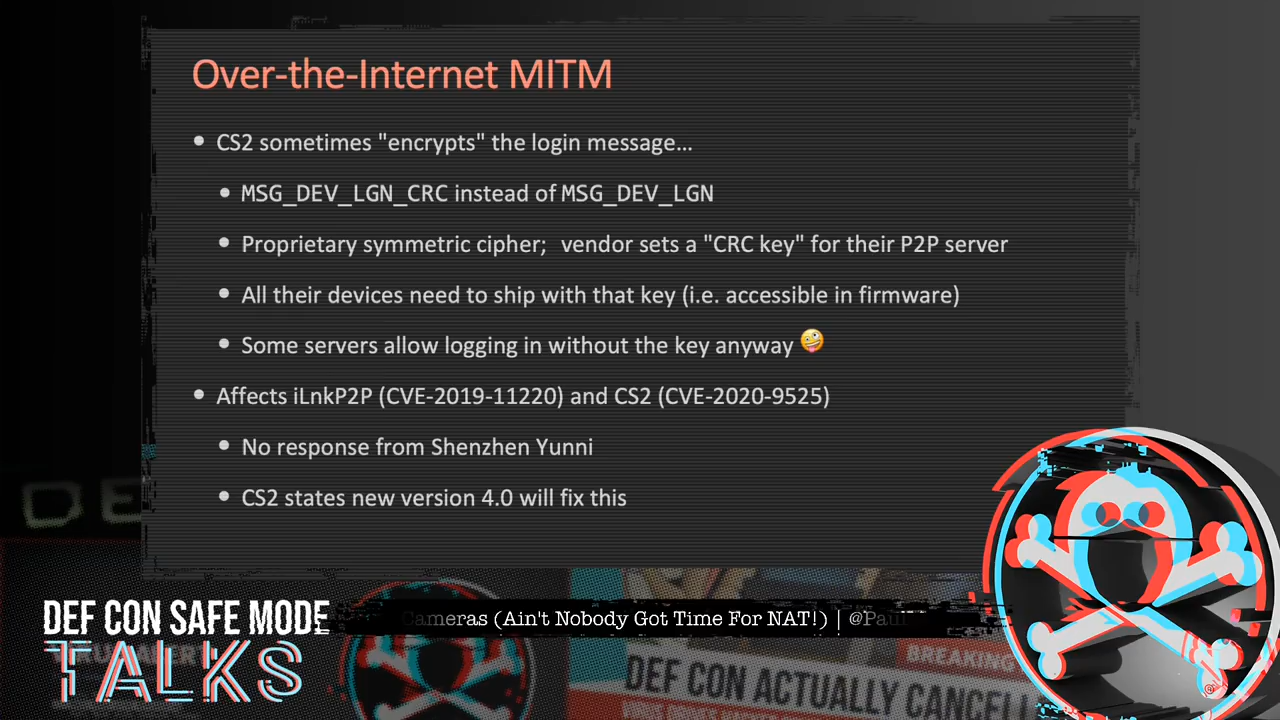 Over-the-Internet MITM
• CS2 sometimes "encrypts" the login message...
• MSG_DEV_LGN_CRC instead of MSG_DEV_LGN
• Proprietary symmetric cipher; vendor sets a "CRC key" for their P2P server
• All their devices need to ship with that key (i.e. accessible in firmware)
• Some servers allow logging in without the key anyway 🤪
• Affects iLnkP2P (CVE-2019-11220) and CS2 (CVE-2020-9525)
• No response from Shenzhen Yunni
• CS2 states new version 4.0 will fix this
DEF CON SAFE MODE
TALKS
Cameras (Ain't Nobody Got Time For NAT!) | @Paul
BREAKING
DEF CON ACTUALLY CANCELL